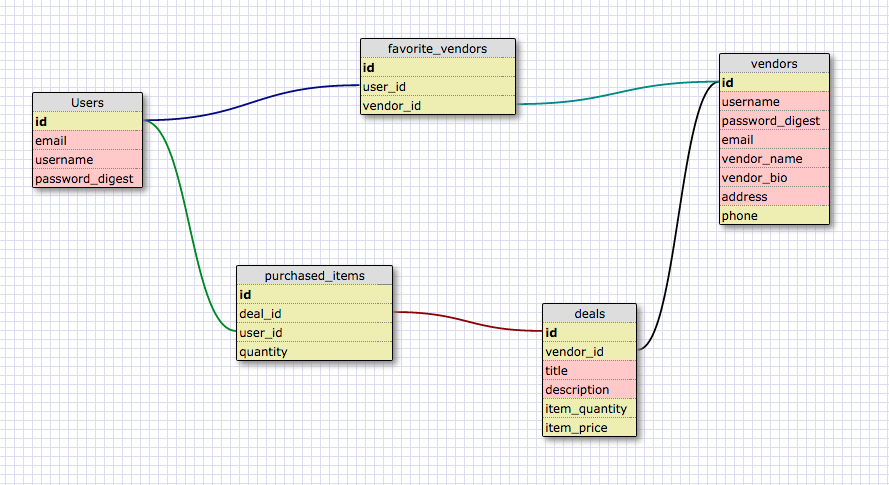 Users
id
email
username
password_digest
favorite_vendors
id
user_id
vendor_id
vendors
id
username
password_digest
email
vendor_name
vendor_bio
address
phone
purchased_items
id
deal_id
user_id
quantity
deals
id
vendor_id
title
description
item_quantity
item_price